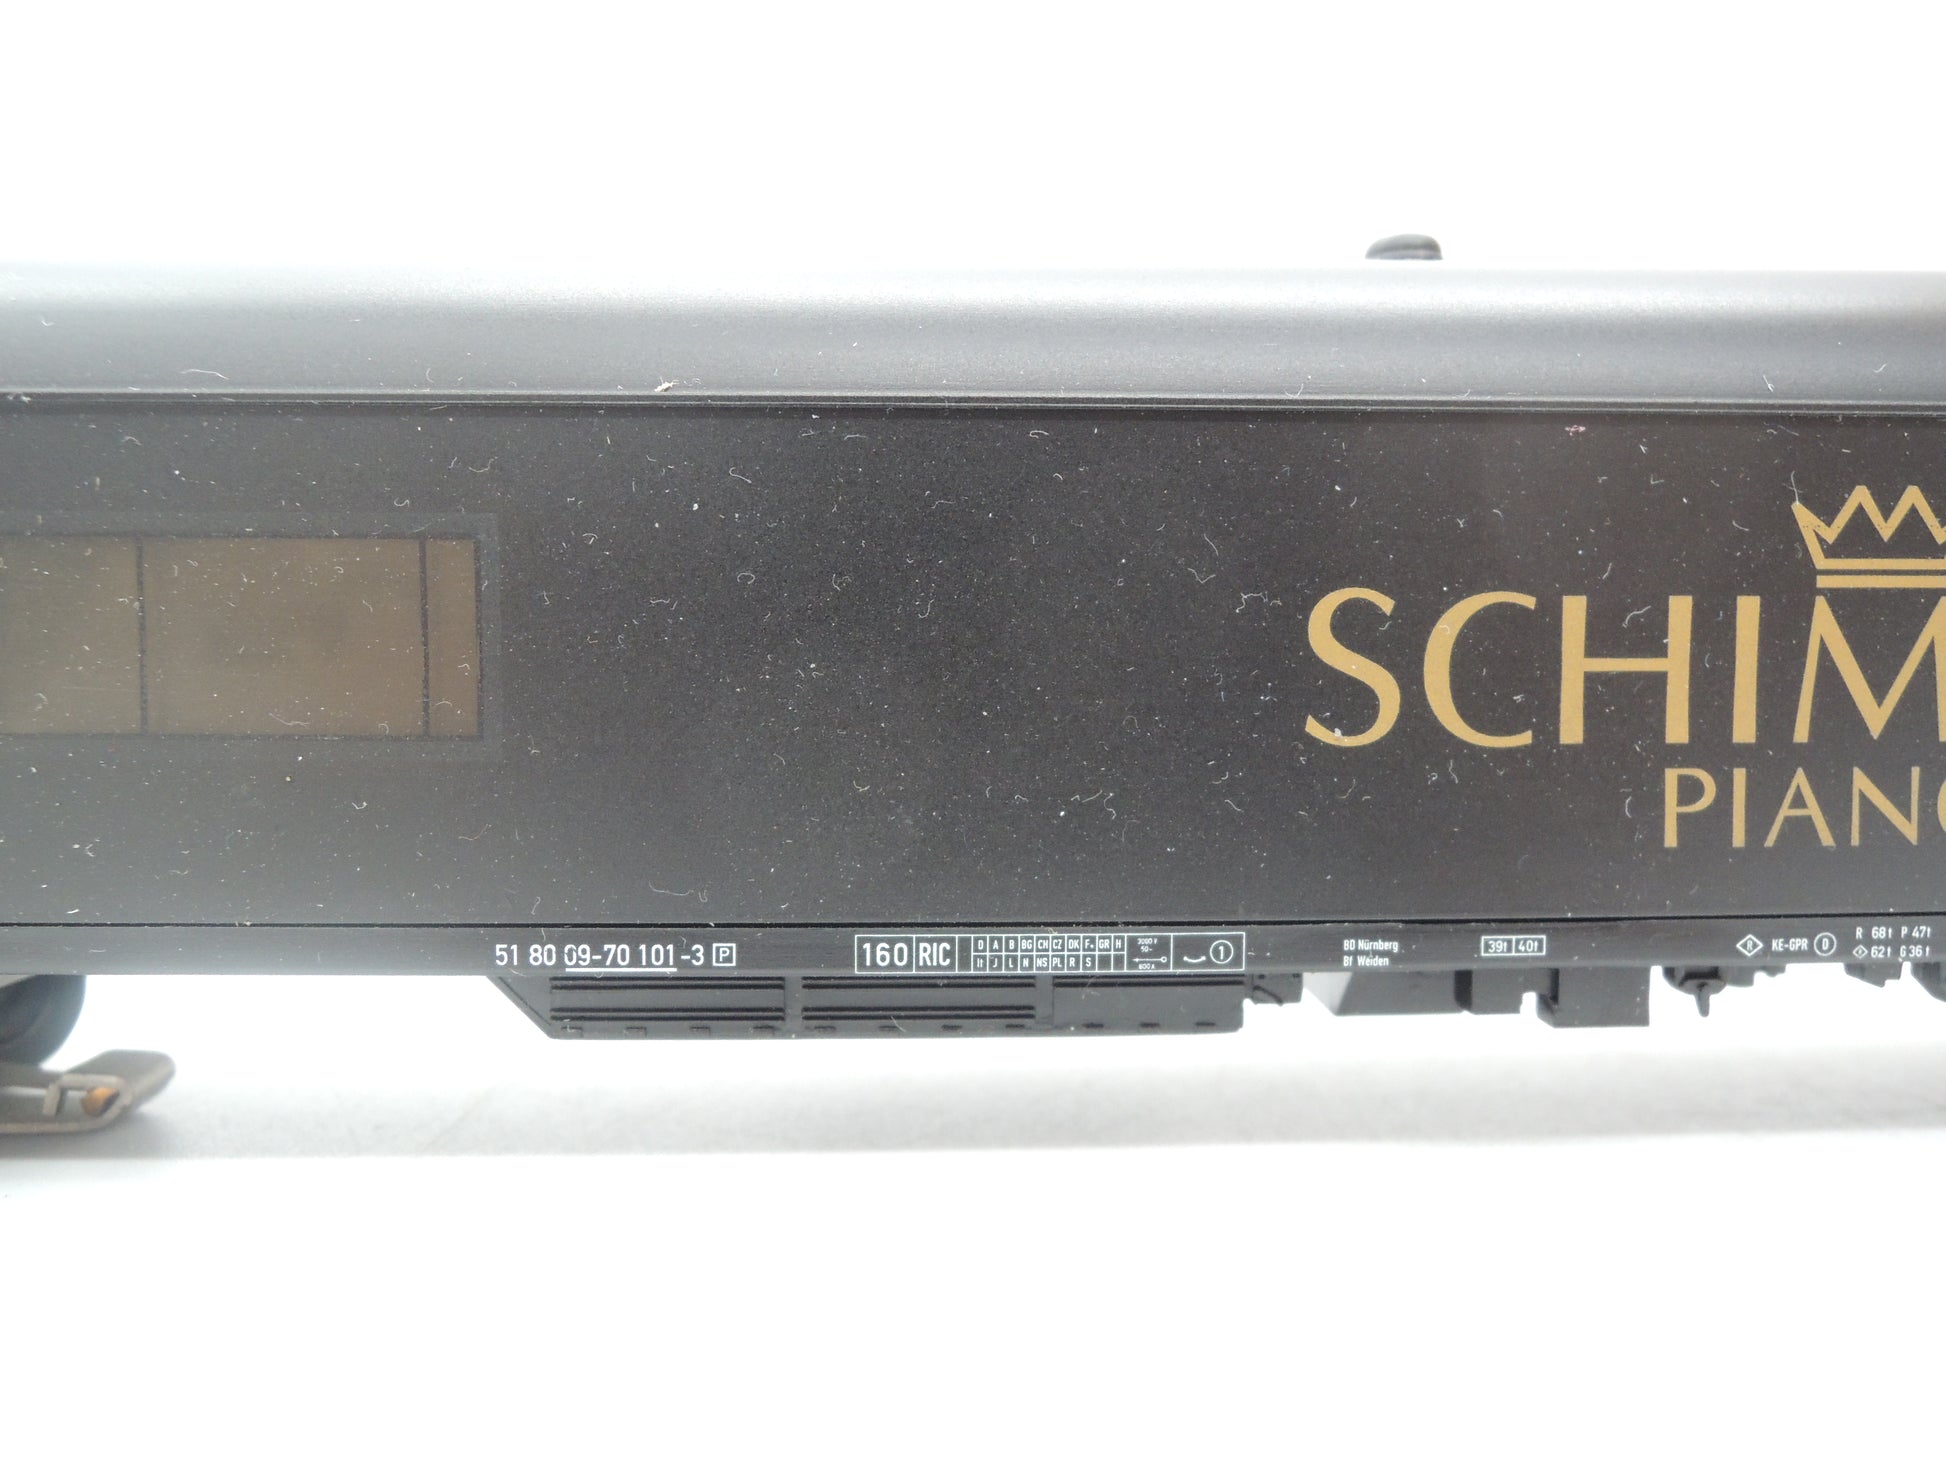 SCHIM
PIANO
51 80 09-70 101-3 P
160 RIC
D A B BG CH CZ DK F GR H
It J L N NS PL R S
1
BD Nürnberg
Bf Weiden
39t 40t
R KE-GPR D
R 68t P 47t
62t G 36t